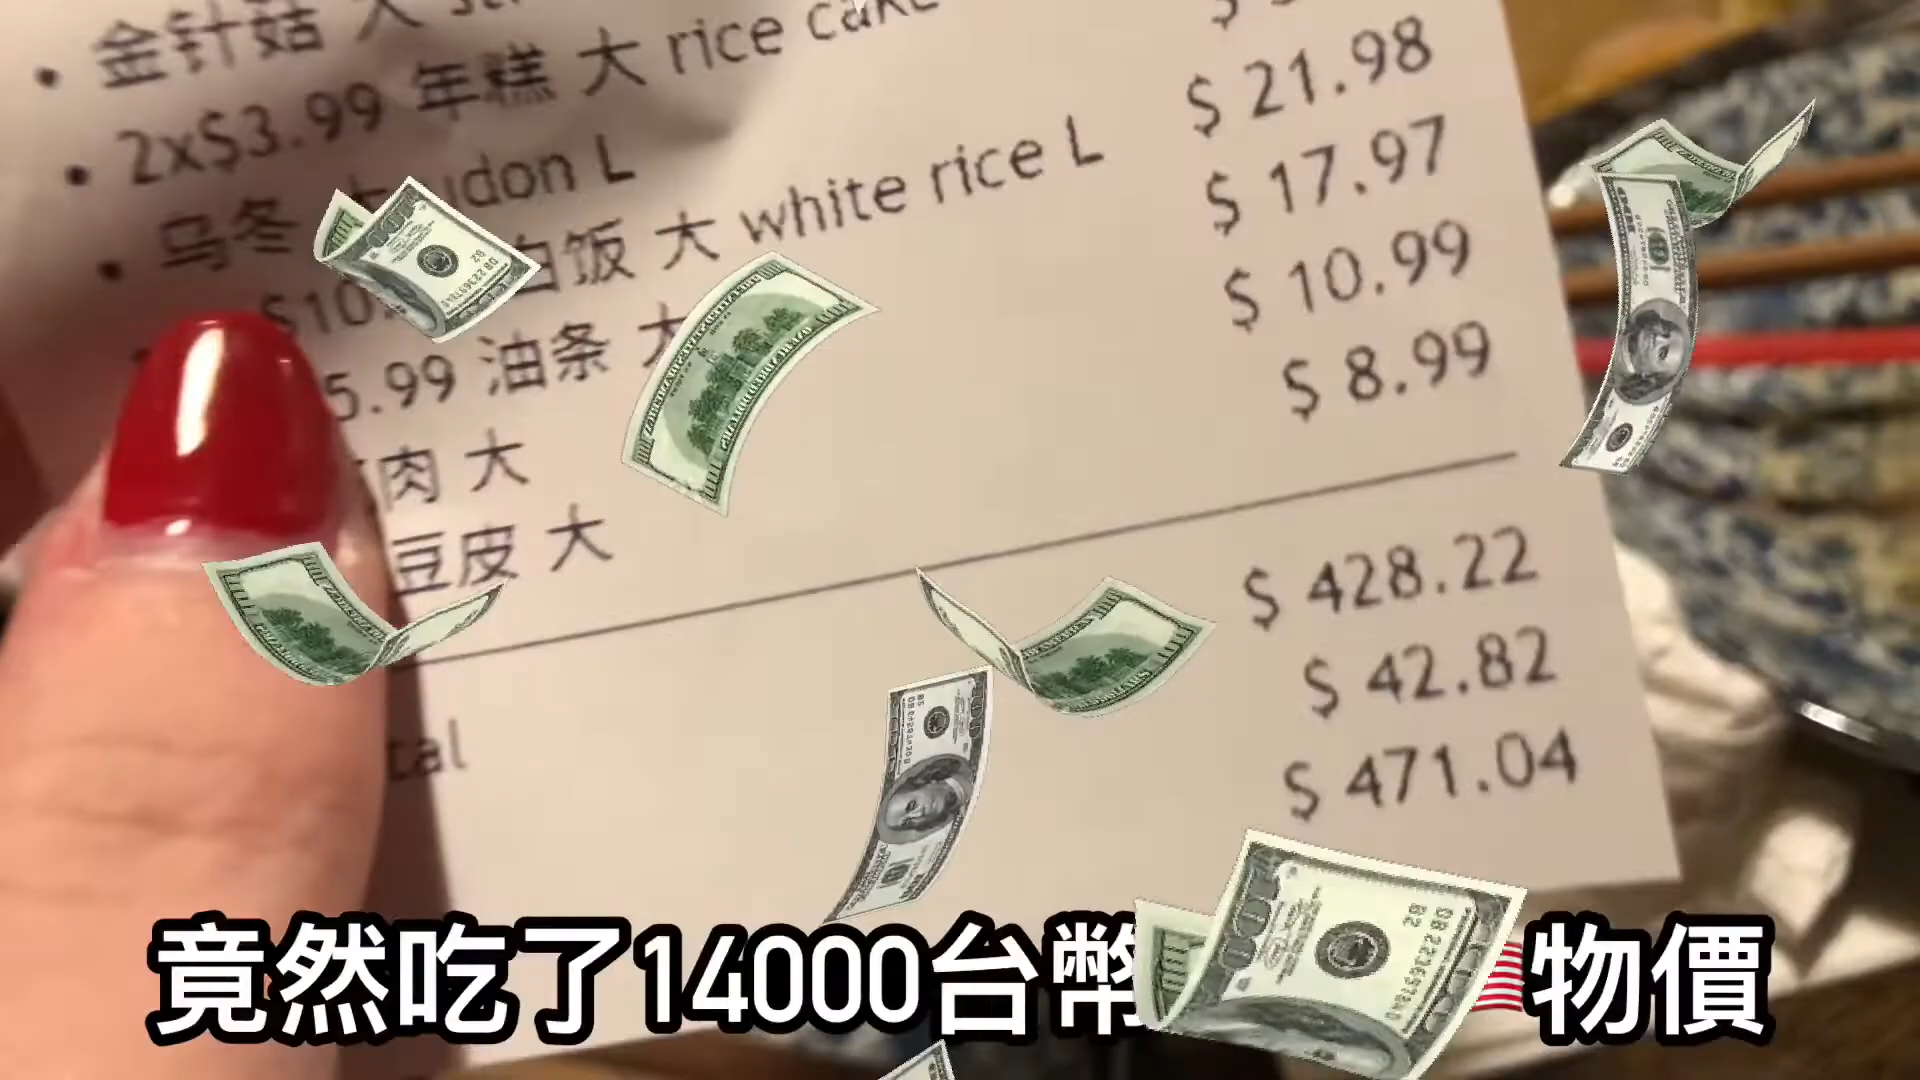 • 金针菇 大
• 2x$3.99 年糕 大 rice cake
$ 21.98
• 乌冬 大 udon L
$ 17.97
$10. 白饭 大 white rice L
$ 10.99
5.99 油条 大
$ 8.99
肉 大
豆皮 大
$ 428.22
$ 42.82
$ 471.04
竟然吃了14000台幣 物價